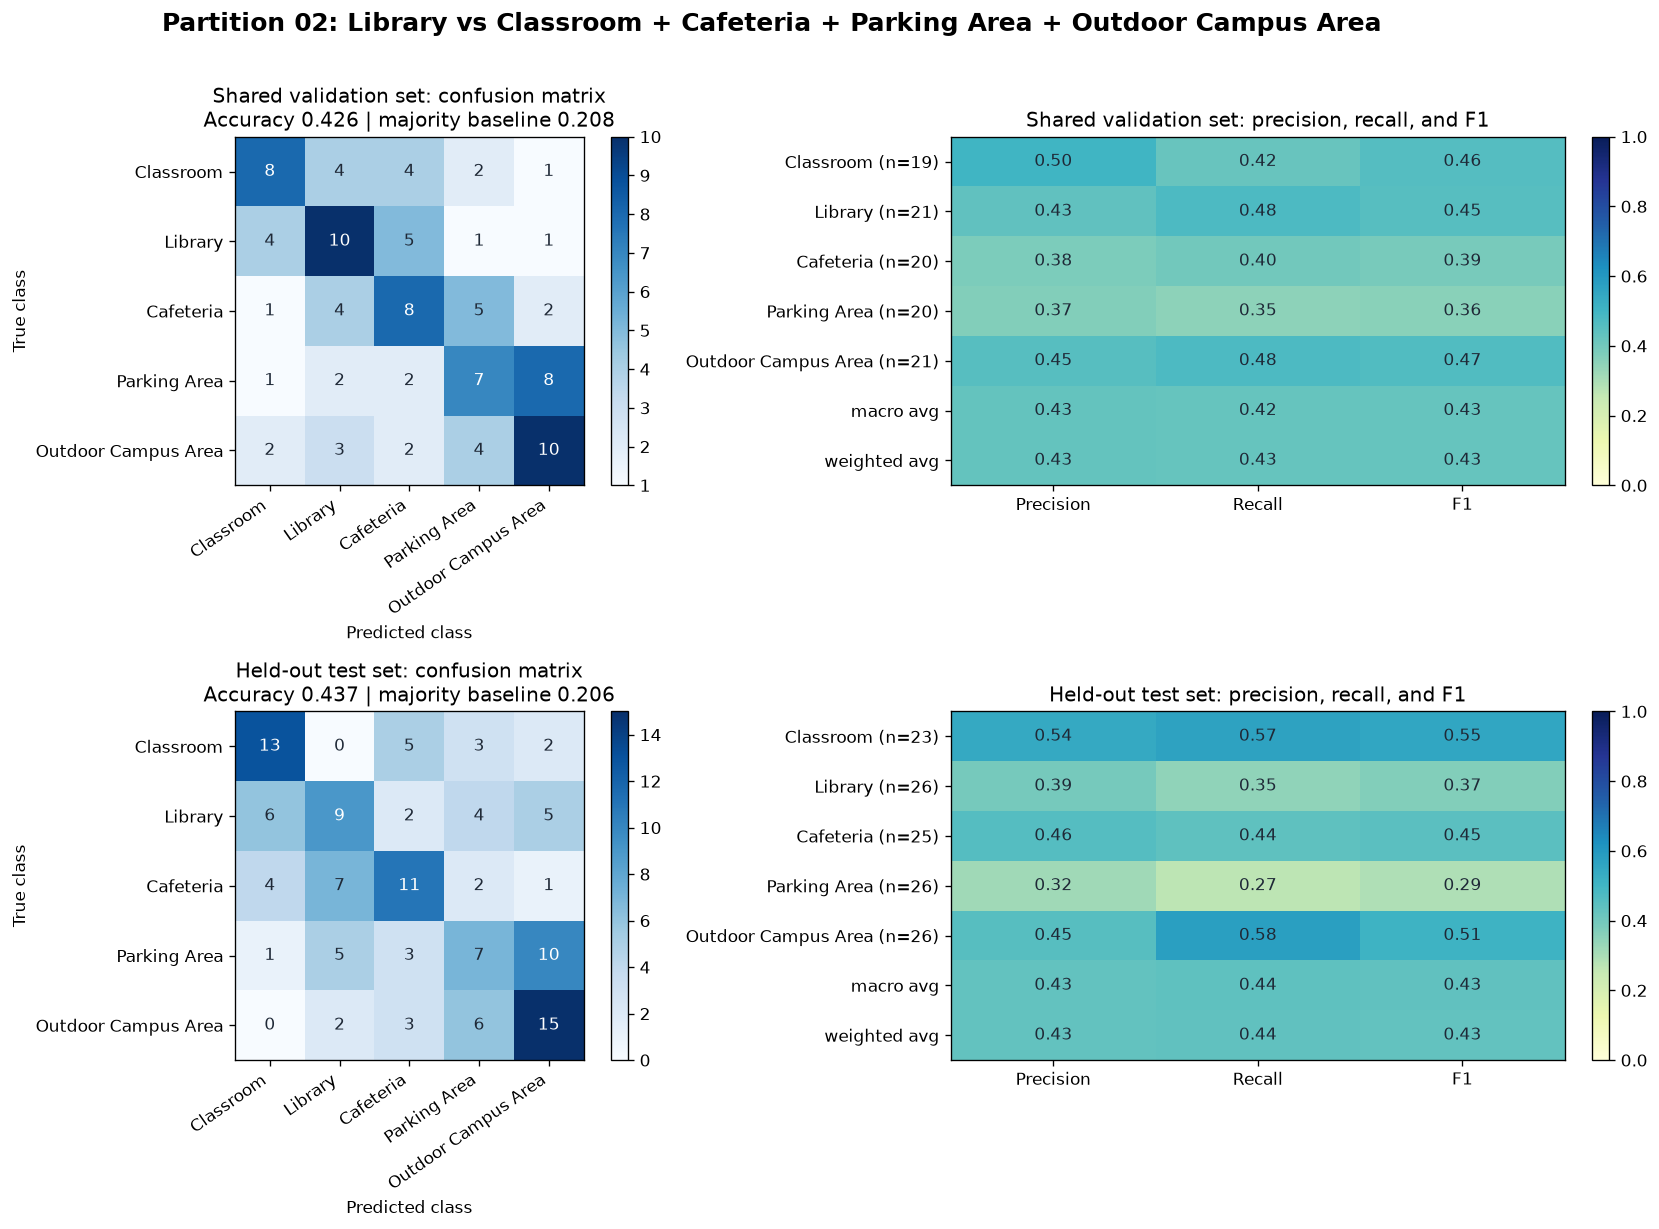 Partition 02: Library vs Classroom + Cafeteria + Parking Area + Outdoor Campus Area
Shared validation set: confusion matrix
Accuracy 0.426 | majority baseline 0.208
True class
Classroom 8 4 4 2 1
Library 4 10 5 1 1
Cafeteria 1 4 8 5 2
Parking Area 1 2 2 7 8
Outdoor Campus Area 2 3 2 4 10
Classroom Library Cafeteria Parking Area Outdoor Campus Area
Predicted class
10
9
8
7
6
5
4
3
2
1
Shared validation set: precision, recall, and F1
Classroom (n=19) 0.50 0.42 0.46
Library (n=21) 0.43 0.48 0.45
Cafeteria (n=20) 0.38 0.40 0.39
Parking Area (n=20) 0.37 0.35 0.36
Outdoor Campus Area (n=21) 0.45 0.48 0.47
macro avg 0.43 0.42 0.43
weighted avg 0.43 0.43 0.43
Precision Recall F1
1.0
0.8
0.6
0.4
0.2
0.0
Held-out test set: confusion matrix
Accuracy 0.437 | majority baseline 0.206
True class
Classroom 13 0 5 3 2
Library 6 9 2 4 5
Cafeteria 4 7 11 2 1
Parking Area 1 5 3 7 10
Outdoor Campus Area 0 2 3 6 15
Classroom Library Cafeteria Parking Area Outdoor Campus Area
Predicted class
14
12
10
8
6
4
2
0
Held-out test set: precision, recall, and F1
Classroom (n=23) 0.54 0.57 0.55
Library (n=26) 0.39 0.35 0.37
Cafeteria (n=25) 0.46 0.44 0.45
Parking Area (n=26) 0.32 0.27 0.29
Outdoor Campus Area (n=26) 0.45 0.58 0.51
macro avg 0.43 0.44 0.43
weighted avg 0.43 0.44 0.43
Precision Recall F1
1.0
0.8
0.6
0.4
0.2
0.0